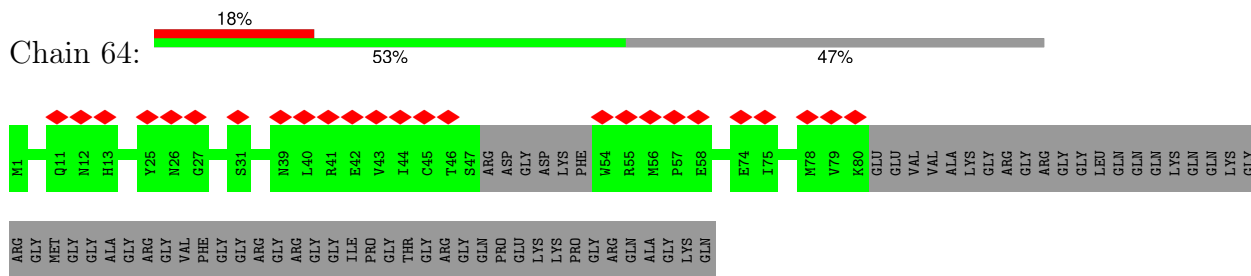 18%
Chain 64:
53% 47%
M1 Q11 N12 H13 Y25 N26 G27 S31 N39 L40 R41 E42 V43 I44 C45 T46 S47 ARG ASP GLY ASP LYS PHE W54 R55 M56 P57 E58 E74 I75 M78 V79 K80 GLU GLU VAL VAL ALA LYS GLY ARG GLY ARG GLY GLY LEU GLN GLN GLN LYS GLN GLN LYS GLY
ARG GLY MET GLY GLY ALA GLY ARG GLY VAL PHE GLY GLY ARG GLY ARG GLY GLY ILE PRO GLY THR GLY ARG GLY GLN PRO GLU LYS LYS PRO GLY ARG GLN ALA GLY LYS GLN